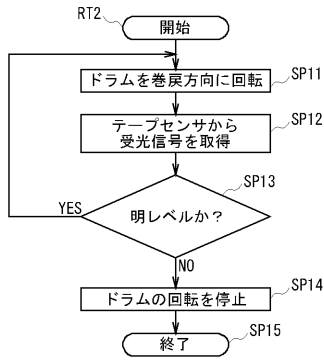 RT2
開始
ドラムを巻戻方向に回転
SP11
テープセンサから
受光信号を取得
SP12
SP13
明レベルか？
YES
NO
ドラムの回転を停止
SP14
終了
SP15